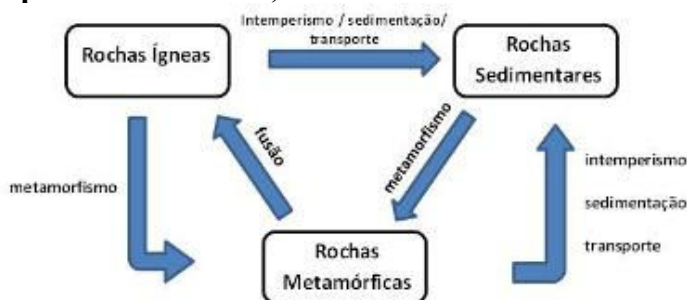 Intemperismo / sedimentação/
transporte
Rochas Ígneas
Rochas
Sedimentares
fusão
metamorfismo
metamorfismo
intemperismo
sedimentação
transporte
Rochas
Metamórficas